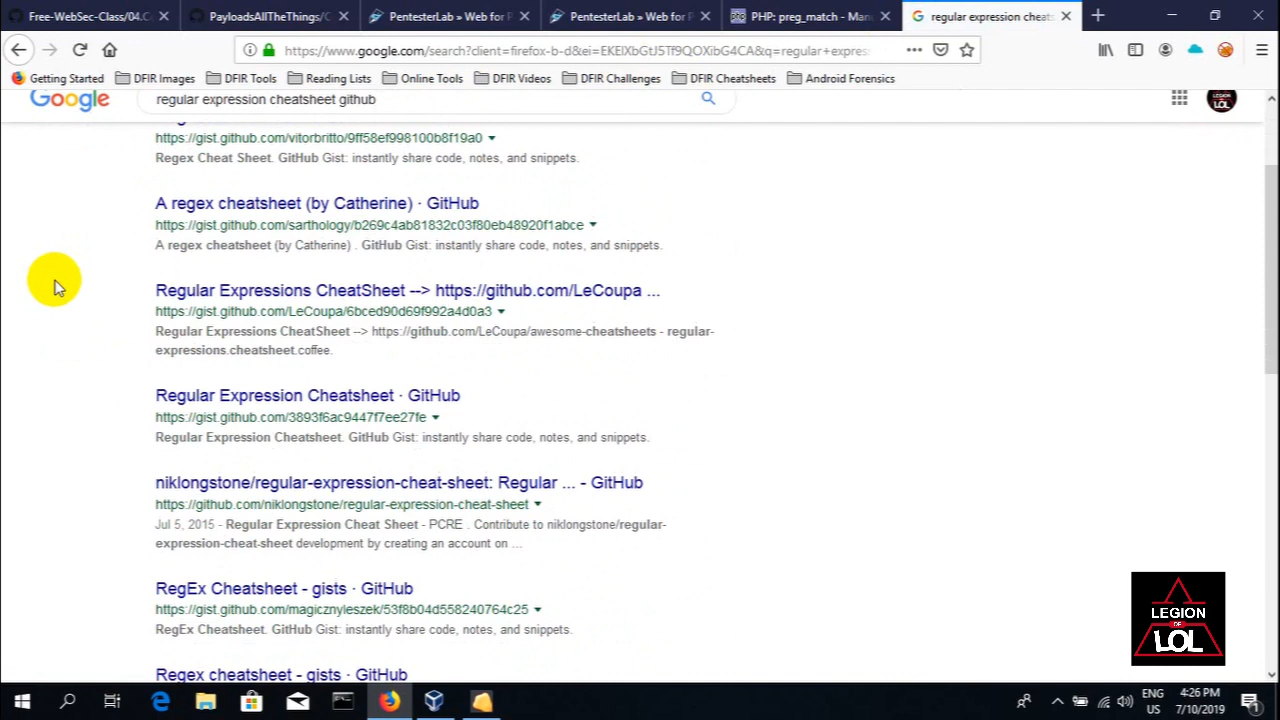 Free-WebSec-Class/04.C
PayloadsAllTheThings/C
PentesterLab » Web for P
PentesterLab » Web for P
PHP: preg_match - Man
regular expression cheats
https://www.google.com/search?client=firefox-b-d&ei=EKEIXbGtJ5Tf9QOXibG4CA&q=regular+expres
Getting Started
DFIR Images
DFIR Tools
Reading Lists
Online Tools
DFIR Videos
DFIR Challenges
DFIR Cheatsheets
Android Forensics
Google
regular expression cheatsheet github
https://gist.github.com/vitorbritto/9ff58ef998100b8f19a0
Regex Cheat Sheet. GitHub Gist: instantly share code, notes, and snippets.
A regex cheatsheet (by Catherine) · GitHub
https://gist.github.com/sarthology/b269c4ab81832c03f80eb48920f1abce
A regex cheatsheet (by Catherine) . GitHub Gist: instantly share code, notes, and snippets.
Regular Expressions CheatSheet --> https://github.com/LeCoupa ...
https://gist.github.com/LeCoupa/6bced90d69f992a4d0a3
Regular Expressions CheatSheet --> https://github.com/LeCoupa/awesome-cheatsheets - regular-
expressions.cheatsheet.coffee.
Regular Expression Cheatsheet · GitHub
https://gist.github.com/3893f6ac9447f7ee27fe
Regular Expression Cheatsheet. GitHub Gist: instantly share code, notes, and snippets.
niklongstone/regular-expression-cheat-sheet: Regular ... - GitHub
https://github.com/niklongstone/regular-expression-cheat-sheet
Jul 5, 2015 - Regular Expression Cheat Sheet - PCRE . Contribute to niklongstone/regular-
expression-cheat-sheet development by creating an account on ...
RegEx Cheatsheet - gists · GitHub
https://gist.github.com/magicznyleszek/53f8b04d558240764c25
RegEx Cheatsheet. GitHub Gist: instantly share code, notes, and snippets.
Regex cheatsheet - gists · GitHub
LEGION
OF
LOL
ENG
US
4:26 PM
7/10/2019